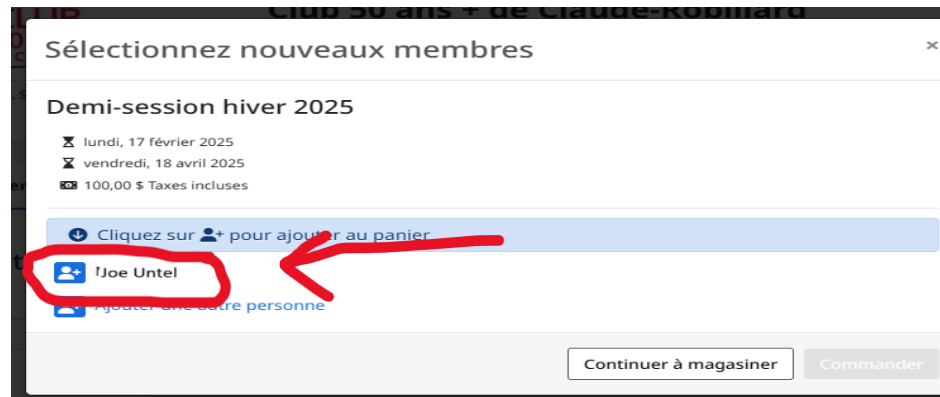 Club 50 ans + de Claude-Robillard
Sélectionnez nouveaux membres
×
Demi-session hiver 2025
lundi, 17 février 2025
vendredi, 18 avril 2025
100,00 $ Taxes incluses
Cliquez sur + pour ajouter au panier
Joe Untel
Ajouter une autre personne
Continuer à magasiner
Commander